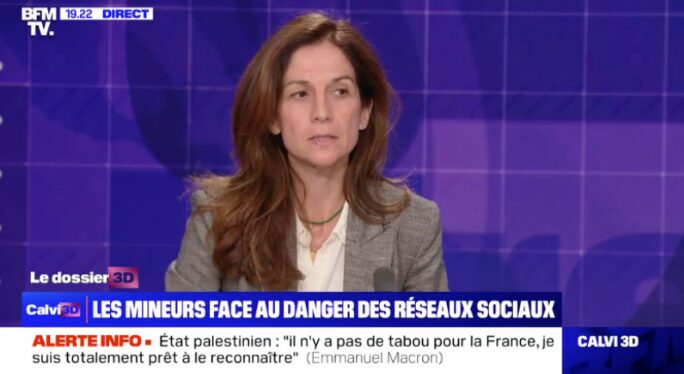 BFM 19.22 DIRECT
TV.
Le dossier 3D
Calvi 3D LES MINEURS FACE AU DANGER DES RÉSEAUX SOCIAUX
ALERTE INFO État palestinien : "il n'y a pas de tabou pour la France, je
suis totalement prêt à le reconnaître" (Emmanuel Macron)
CALVI 3D